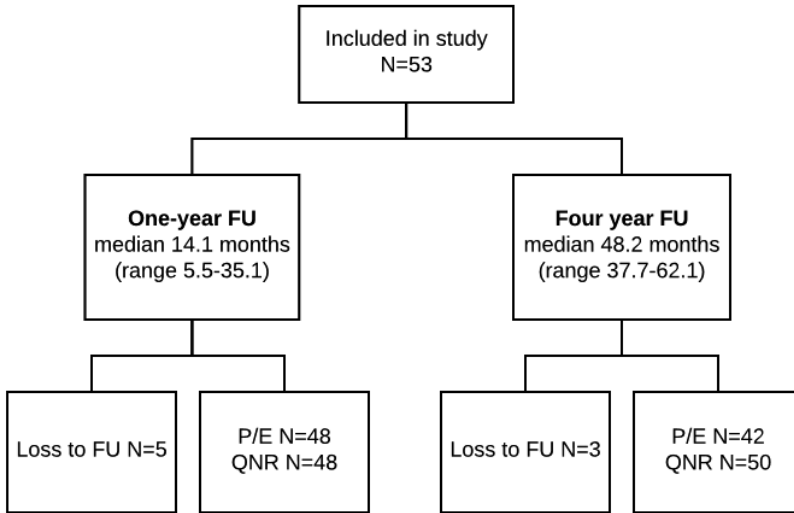 Included in study
N=53
One-year FU
median 14.1 months
(range 5.5-35.1)
Four year FU
median 48.2 months
(range 37.7-62.1)
Loss to FU N=5
P/E N=48
QNR N=48
Loss to FU N=3
P/E N=42
QNR N=50